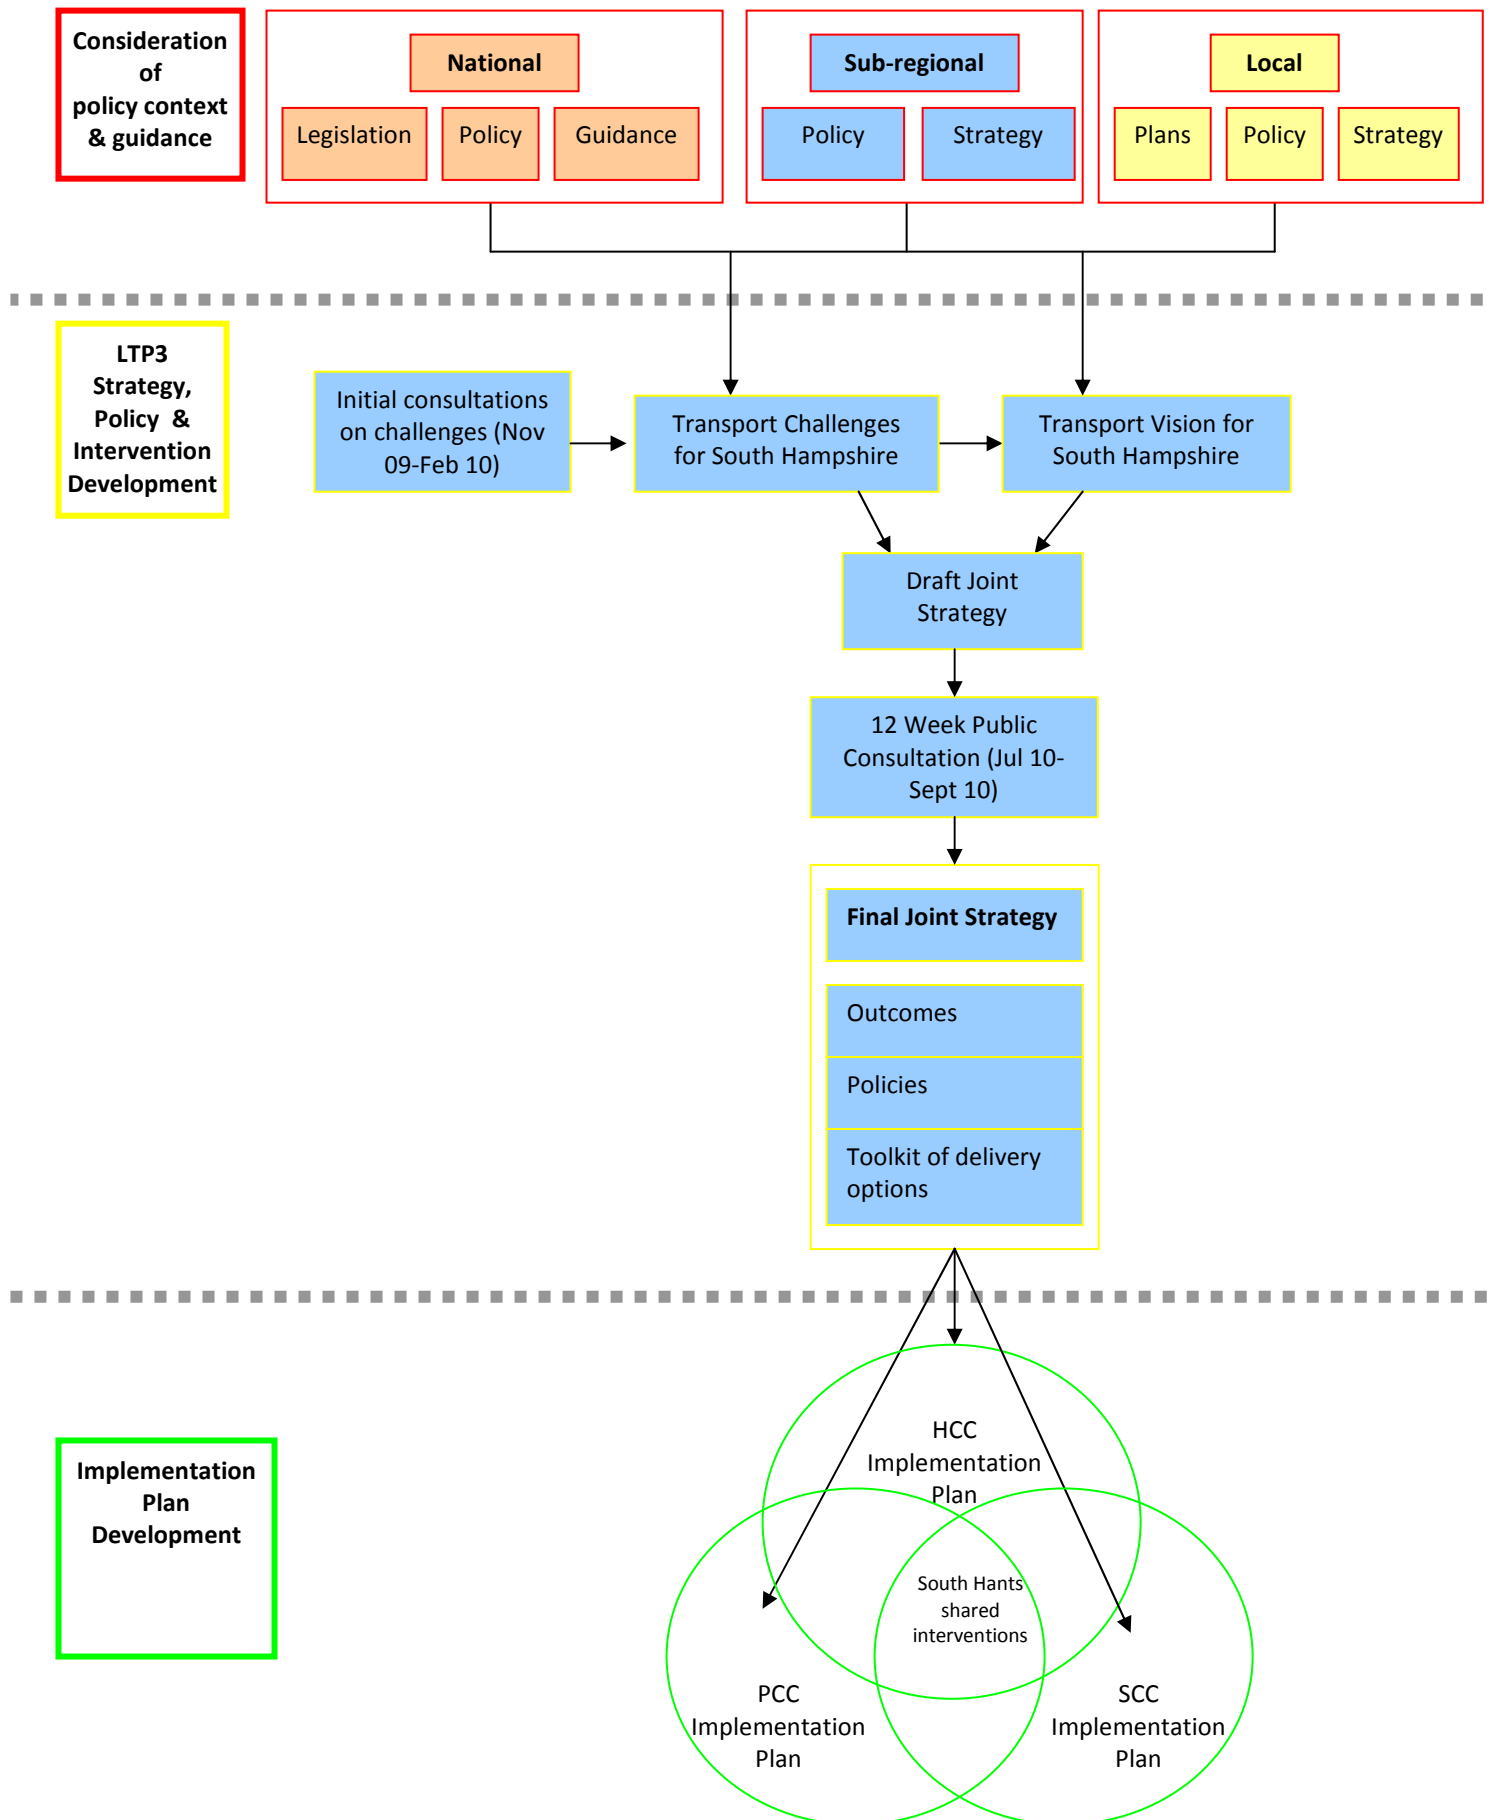 Consideration
of
policy context
& guidance
National
Legislation
Policy
Guidance
Sub-regional
Policy
Strategy
Local
Plans
Policy
Strategy
LTP3
Strategy,
Policy &
Intervention
Development
Initial consultations
on challenges (Nov
09-Feb 10)
Transport Challenges
for South Hampshire
Transport Vision for
South Hampshire
Draft Joint
Strategy
12 Week Public
Consultation (Jul 10-
Sept 10)
Final Joint Strategy
Outcomes
Policies
Toolkit of delivery
options
Implementation
Plan
Development
HCC
Implementation
Plan
South Hants
shared
interventions
PCC
Implementation
Plan
SCC
Implementation
Plan